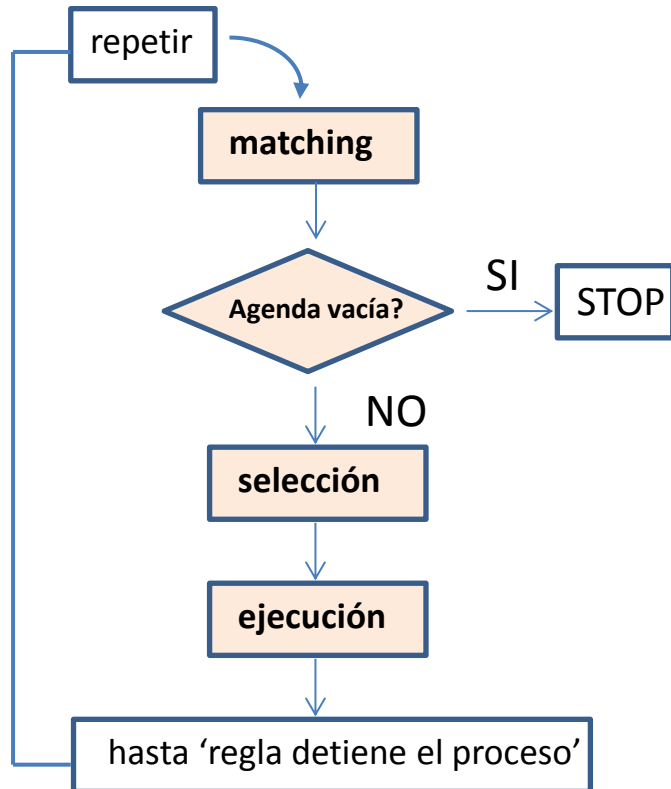 repetir
matching
Agenda vacía?
SI
STOP
NO
selección
ejecución
hasta ‘regla detiene el proceso’